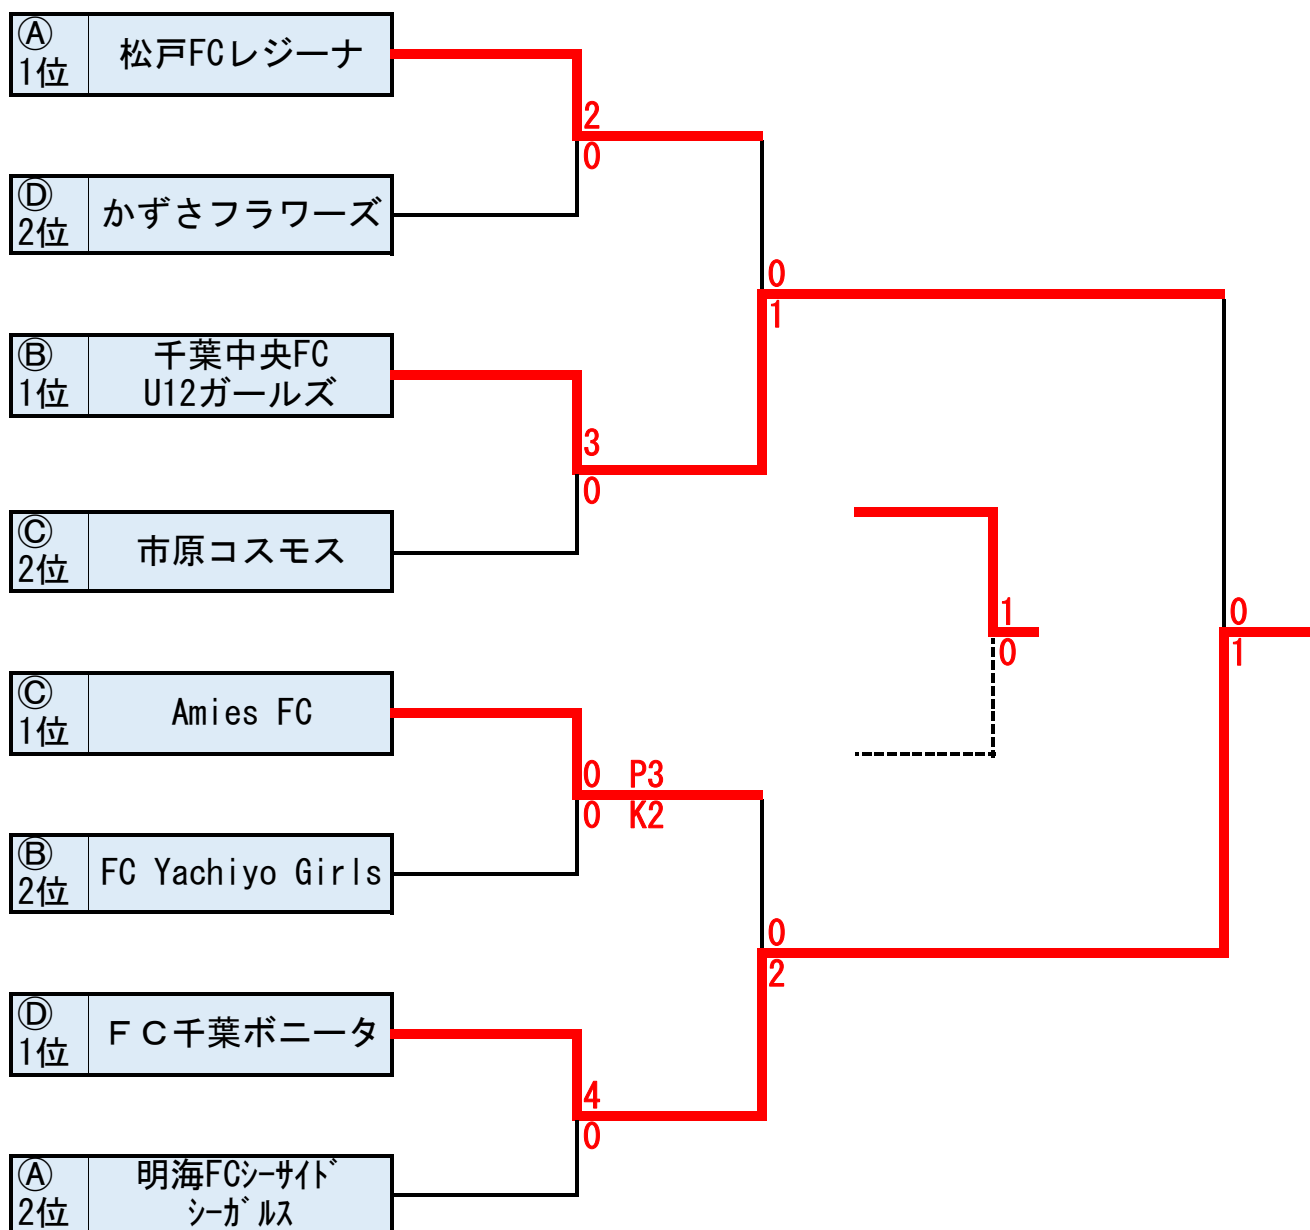 Ⓐ
1位
松戸FCレジーナ
2
0
Ⓓ
2位
かずさフラワーズ
0
1
Ⓑ
1位
千葉中央FC
U12ガールズ
3
0
Ⓒ
2位
市原コスモス
1
0
0
1
Ⓒ
1位
Amies FC
0 P3
0 K2
Ⓑ
2位
FC Yachiyo Girls
0
2
Ⓓ
1位
ＦＣ千葉ボニータ
4
0
Ⓐ
2位
明海FCｼｰｻｲﾄﾞ
ｼｰｶﾞﾙｽ